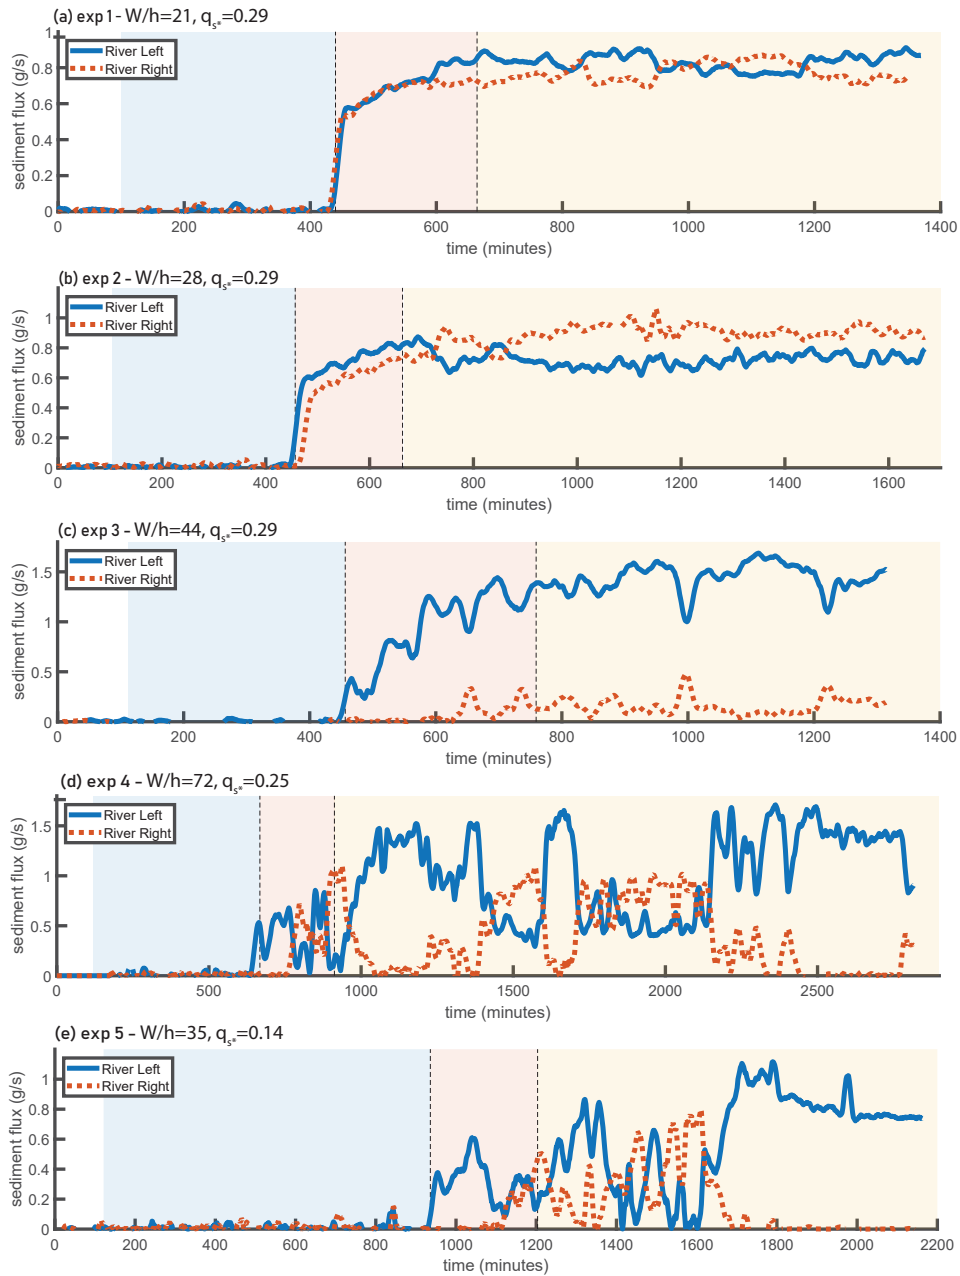 (a) exp 1 - W/h=21, qs*=0.29
1
0.8
0.6
0.4
0.2
0
sediment flux (g/s)
River Left
River Right
0 200 400 600 800 1000 1200 1400
time (minutes)
(b) exp 2 - W/h=28, qs*=0.29
1
0.8
0.6
0.4
0.2
0
sediment flux (g/s)
River Left
River Right
0 200 400 600 800 1000 1200 1400 1600
time (minutes)
(c) exp 3 - W/h=44, qs*=0.29
1.5
1
0.5
0
sediment flux (g/s)
River Left
River Right
0 200 400 600 800 1000 1200 1400
time (minutes)
(d) exp 4 - W/h=72, qs*=0.25
1.5
1
0.5
0
sediment flux (g/s)
River Left
River Right
0 500 1000 1500 2000 2500
time (minutes)
(e) exp 5 - W/h=35, qs*=0.14
1
0.8
0.6
0.4
0.2
0
sediment flux (g/s)
River Left
River Right
0 200 400 600 800 1000 1200 1400 1600 1800 2000 2200
time (minutes)